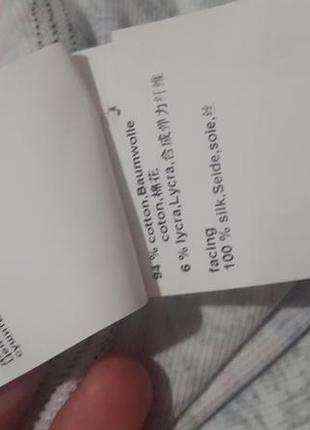 94 % cotton,Baumwolle
coton,棉花
6 % lycra,Lycra,合成弹力纤维
facing
100 % silk,Seide,sole,丝